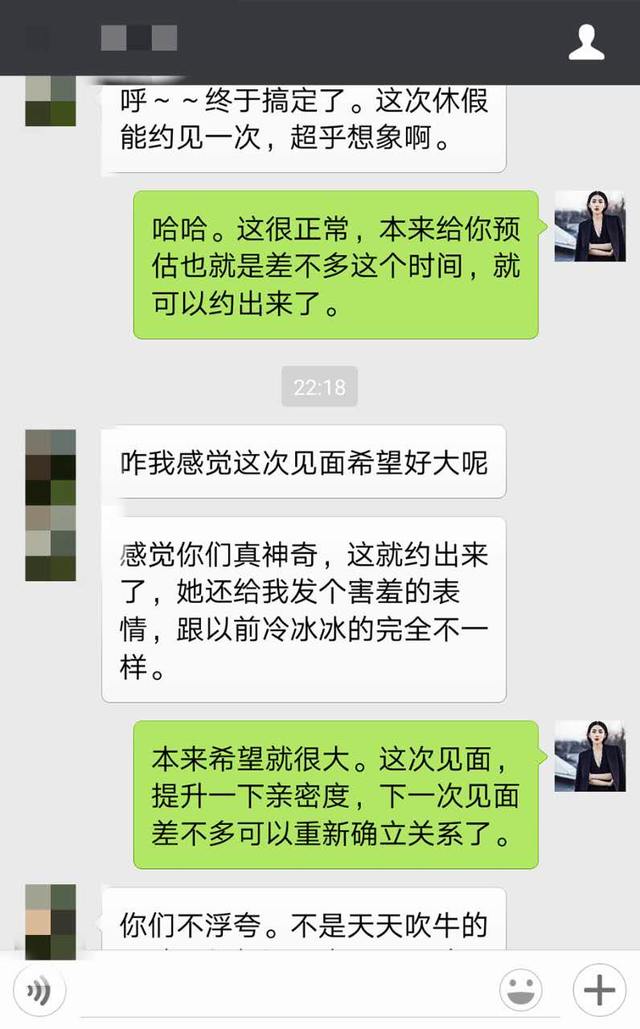 呼～～终于搞定了。这次休假
能约见一次，超乎想象啊。
哈哈。这很正常，本来给你预
估也就是差不多这个时间，就
可以约出来了。
22:18
咋我感觉这次见面希望好大呢
感觉你们真神奇，这就约出来
了，她还给我发个害羞的表
情，跟以前冷冰冰的完全不一
样。
本来希望就很大。这次见面，
提升一下亲密度，下一次见面
差不多可以重新确立关系了。
你们不浮夸。不是天天吹牛的